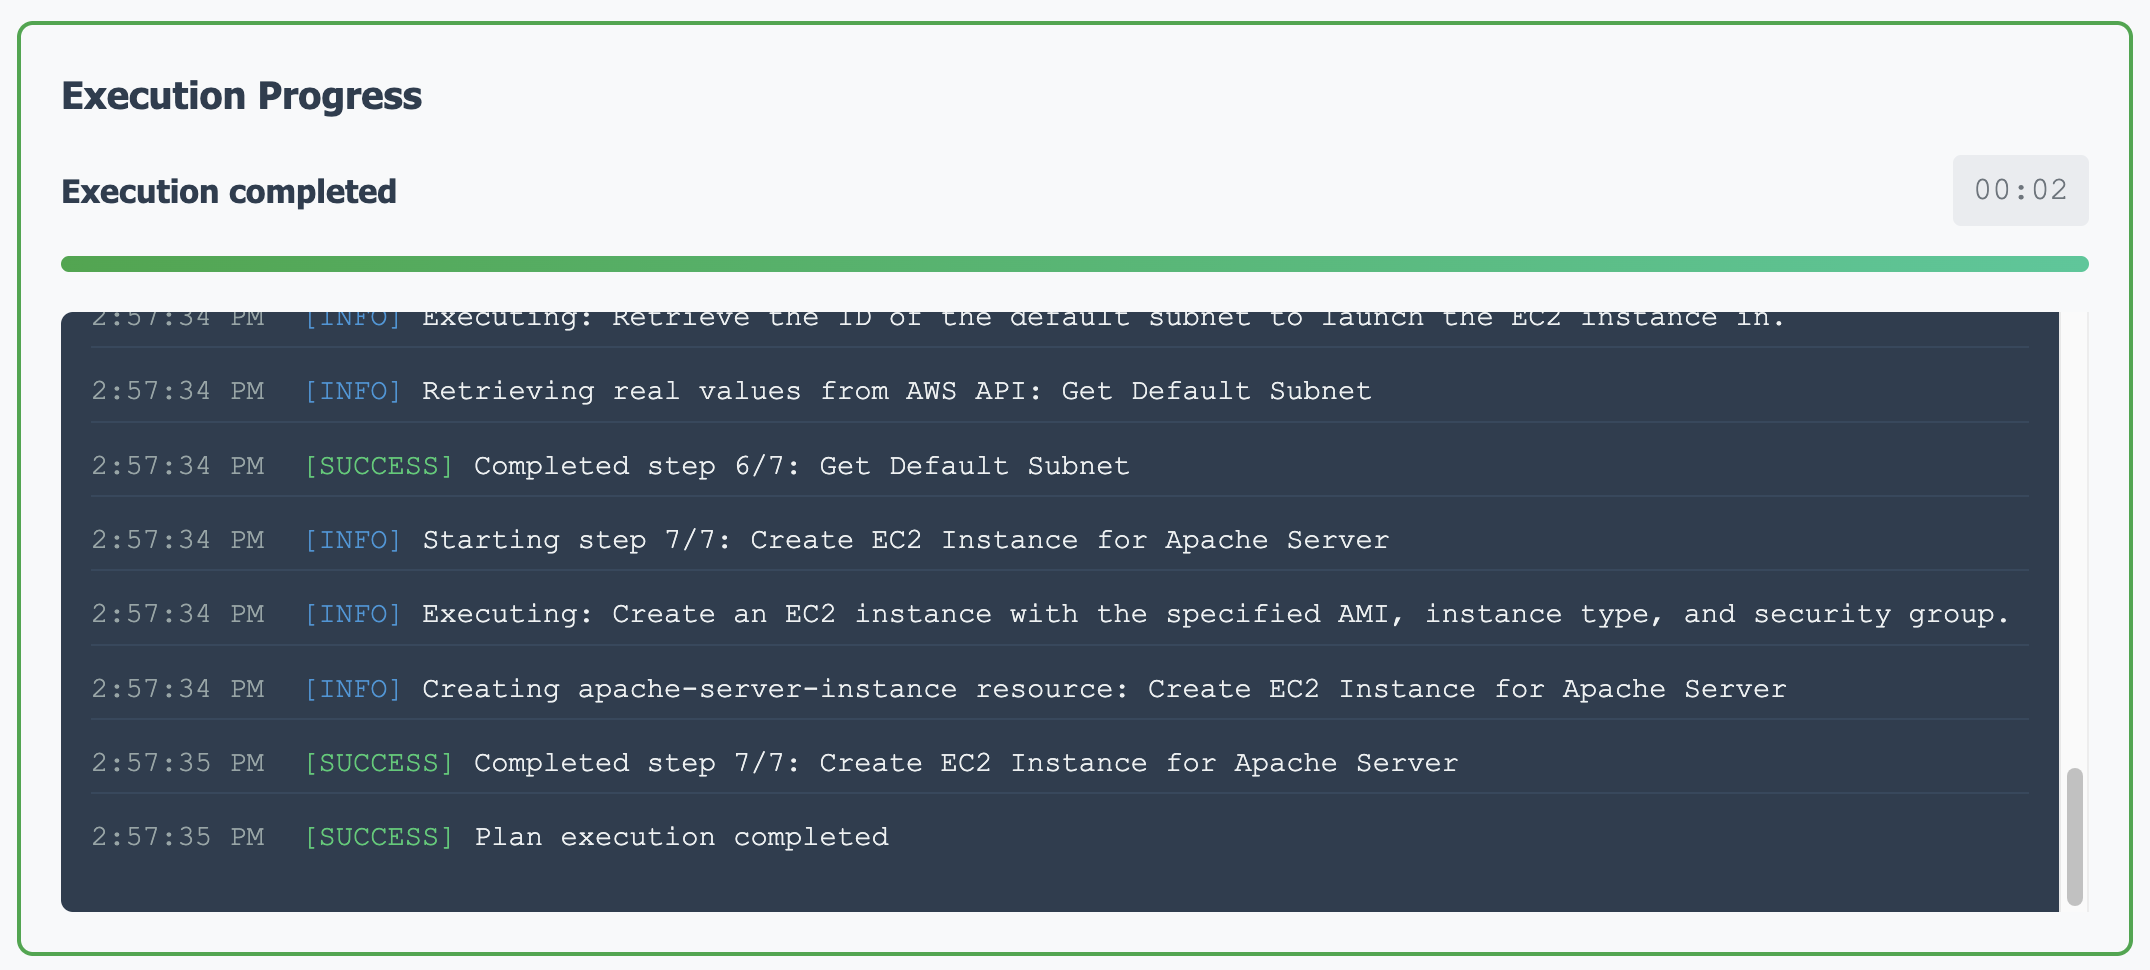 Execution Progress
Execution completed
00:02
2:57:34 PM [INFO] Executing: Retrieve the ID of the default subnet to launch the EC2 instance in.
2:57:34 PM [INFO] Retrieving real values from AWS API: Get Default Subnet
2:57:34 PM [SUCCESS] Completed step 6/7: Get Default Subnet
2:57:34 PM [INFO] Starting step 7/7: Create EC2 Instance for Apache Server
2:57:34 PM [INFO] Executing: Create an EC2 instance with the specified AMI, instance type, and security group.
2:57:34 PM [INFO] Creating apache-server-instance resource: Create EC2 Instance for Apache Server
2:57:35 PM [SUCCESS] Completed step 7/7: Create EC2 Instance for Apache Server
2:57:35 PM [SUCCESS] Plan execution completed